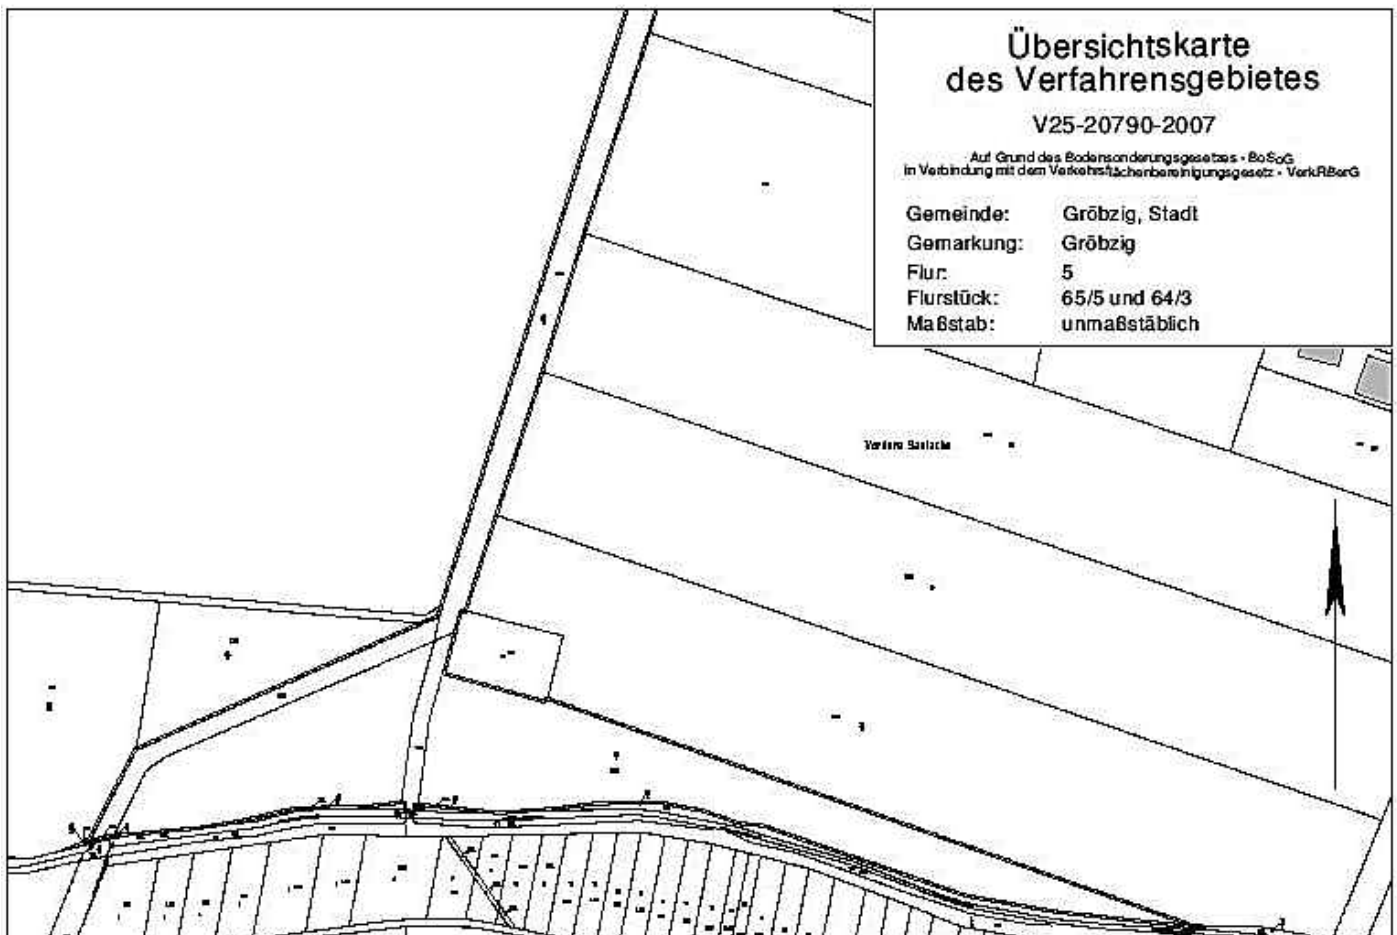 Übersichtskarte
des Verfahrensgebietes
V25-20790-2007
Auf Grund des Bodensonderungsgesetzes - BoSoG
in Verbindung mit dem Verkehrsflächenbereinigungsgesetz - VerkFlBerG
Gemeinde: Gröbzig, Stadt
Gemarkung: Gröbzig
Flur: 5
Flurstück: 65/5 und 64/3
Maßstab: unmaßstäblich